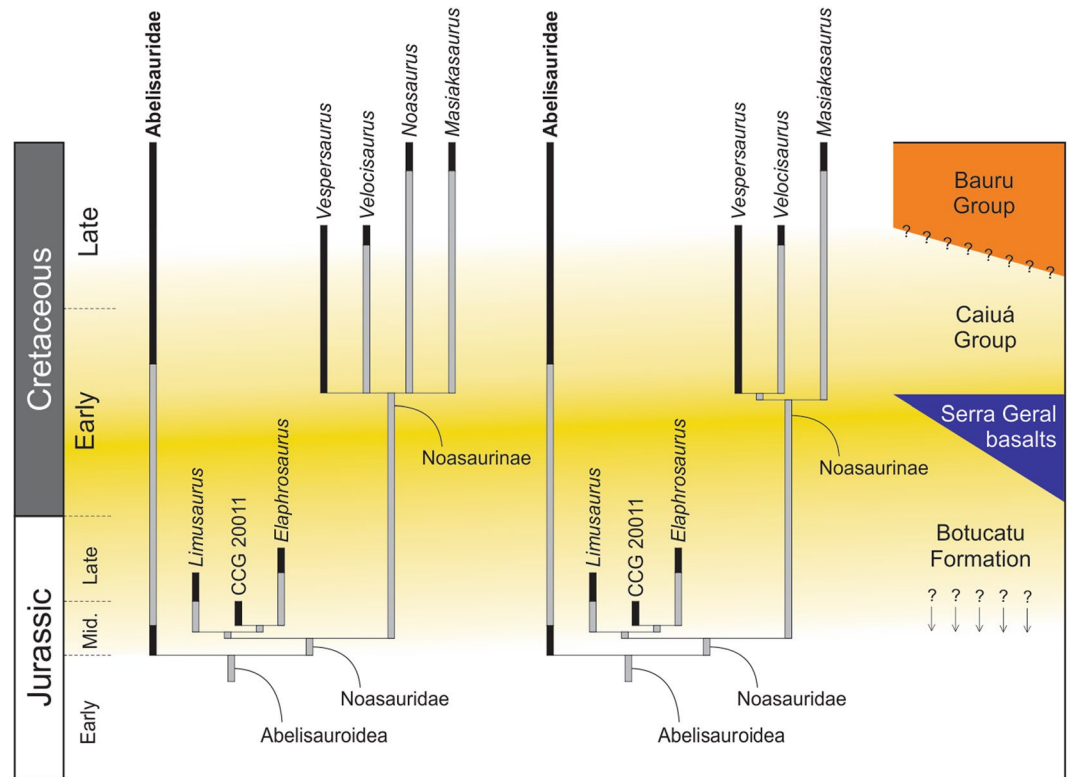 Cretaceous
Jurassic
Late
Early
Late
Mid.
Early
Abelisauridae
Limusaurus
CCG 20011
Elaphrosaurus
Vespersaurus
Velocisaurus
Noasaurus
Masiakasaurus
Noasaurinae
Noasauridae
Abelisauroidea
Abelisauridae
Limusaurus
CCG 20011
Elaphrosaurus
Vespersaurus
Velocisaurus
Masiakasaurus
Noasaurinae
Noasauridae
Abelisauroidea
Bauru
Group
? ? ? ? ? ? ? ?
Caiuá
Group
Serra Geral
basalts
Botucatu
Formation
? ? ? ? ?